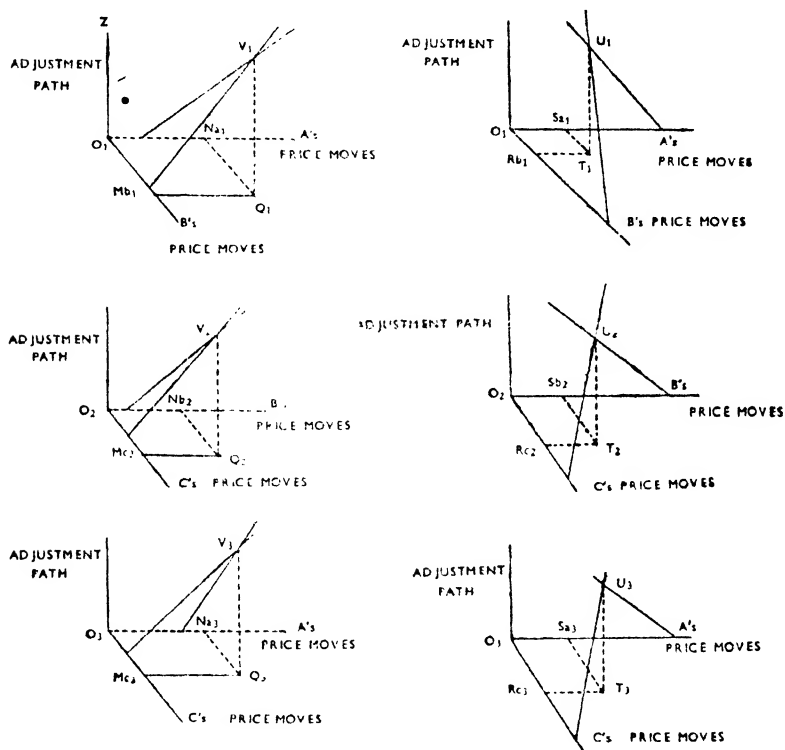 Z
V1
ADJUSTMENT
PATH
O1
Na1
A's
PRICE MOVES
Mb1
Q1
B's
PRICE MOVES
U1
ADJUSTMENT
PATH
O1
Sa1
A's
PRICE MOVES
Rb1
T1
B's PRICE MOVES
ADJUSTMENT
PATH
O2
Nb2
PRICE MOVES
Mc2
C's PRICE MOVES
ADJUSTMENT PATH
U2
Sb2
B's
O2
PRICE MOVES
Rc2
T2
C's PRICE MOVES
V3
ADJUSTMENT
PATH
O3
Na3
A's
PRICE MOVES
Mc3
C's PRICE MOVES
ADJUSTMENT
PATH
U3
O3
Sa3
A's
PRICE MOVES
Rc3
T3
C's PRICE MOVES